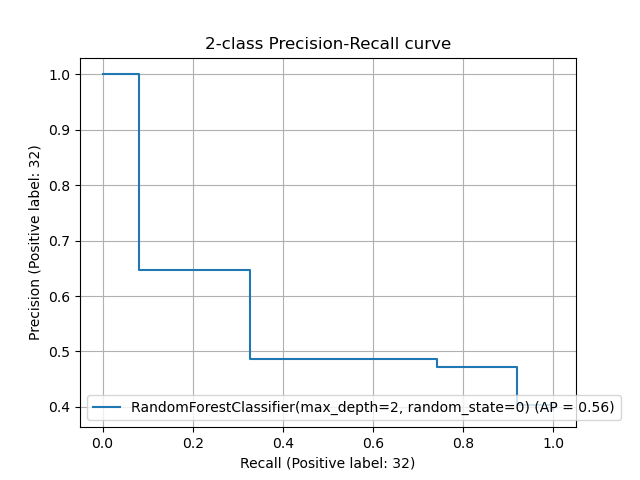 2-class Precision-Recall curve
Precision (Positive label: 32)
1.0
0.9
0.8
0.7
0.6
0.5
0.4
RandomForestClassifier(max_depth=2, random_state=0) (AP = 0.56)
0.0 0.2 0.4 0.6 0.8 1.0
Recall (Positive label: 32)